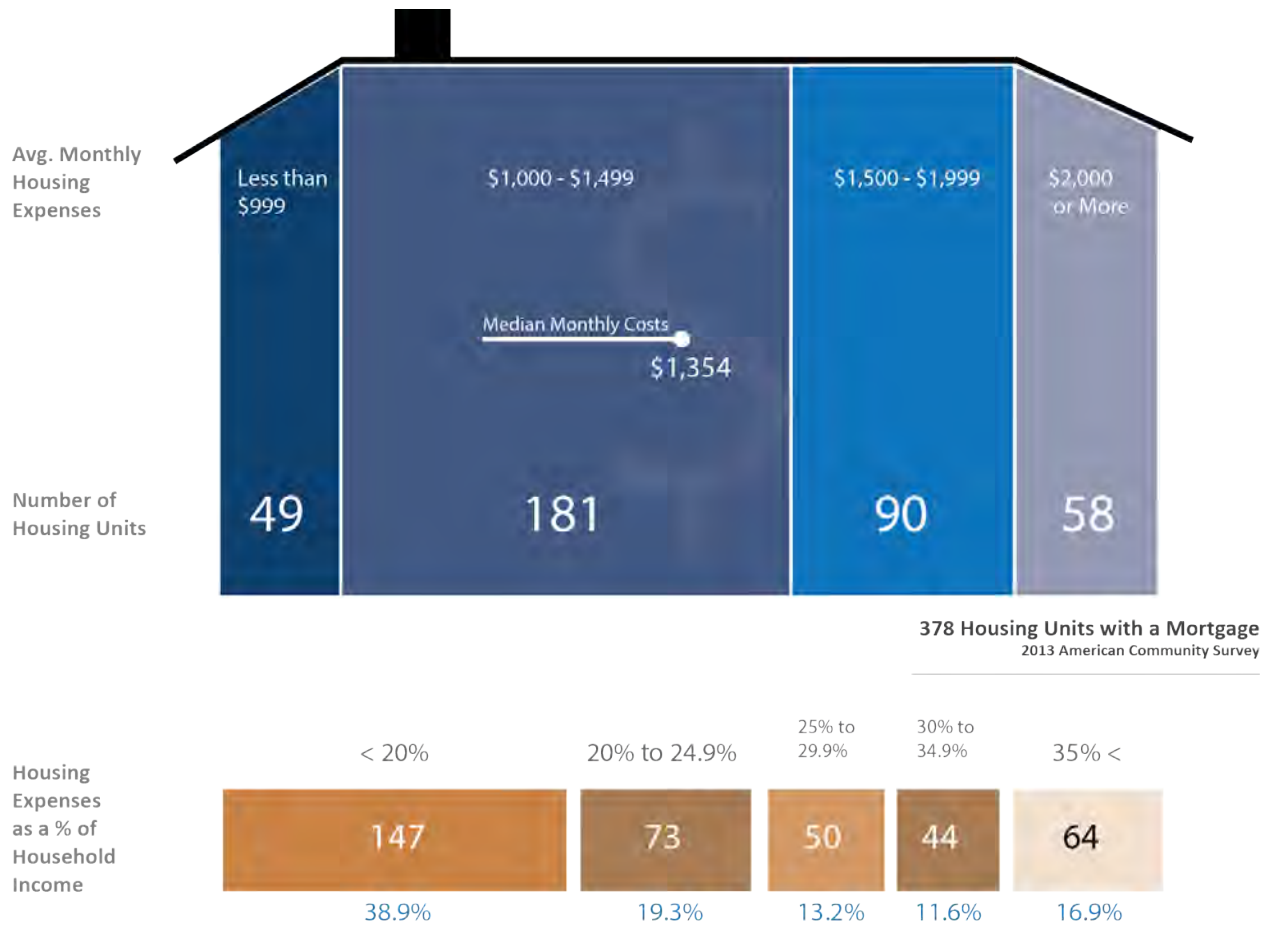 Avg. Monthly
Housing
Expenses
Less than
$999
$1,000 - $1,499
$1,500 - $1,999
$2,000
or More
Median Monthly Costs
$1,354
Number of
Housing Units
49
181
90
58
378 Housing Units with a Mortgage
2013 American Community Survey
Housing
Expenses
as a % of
Household
Income
< 20%
20% to 24.9%
25% to
29.9%
30% to
34.9%
35% <
147
73
50
44
64
38.9%
19.3%
13.2%
11.6%
16.9%